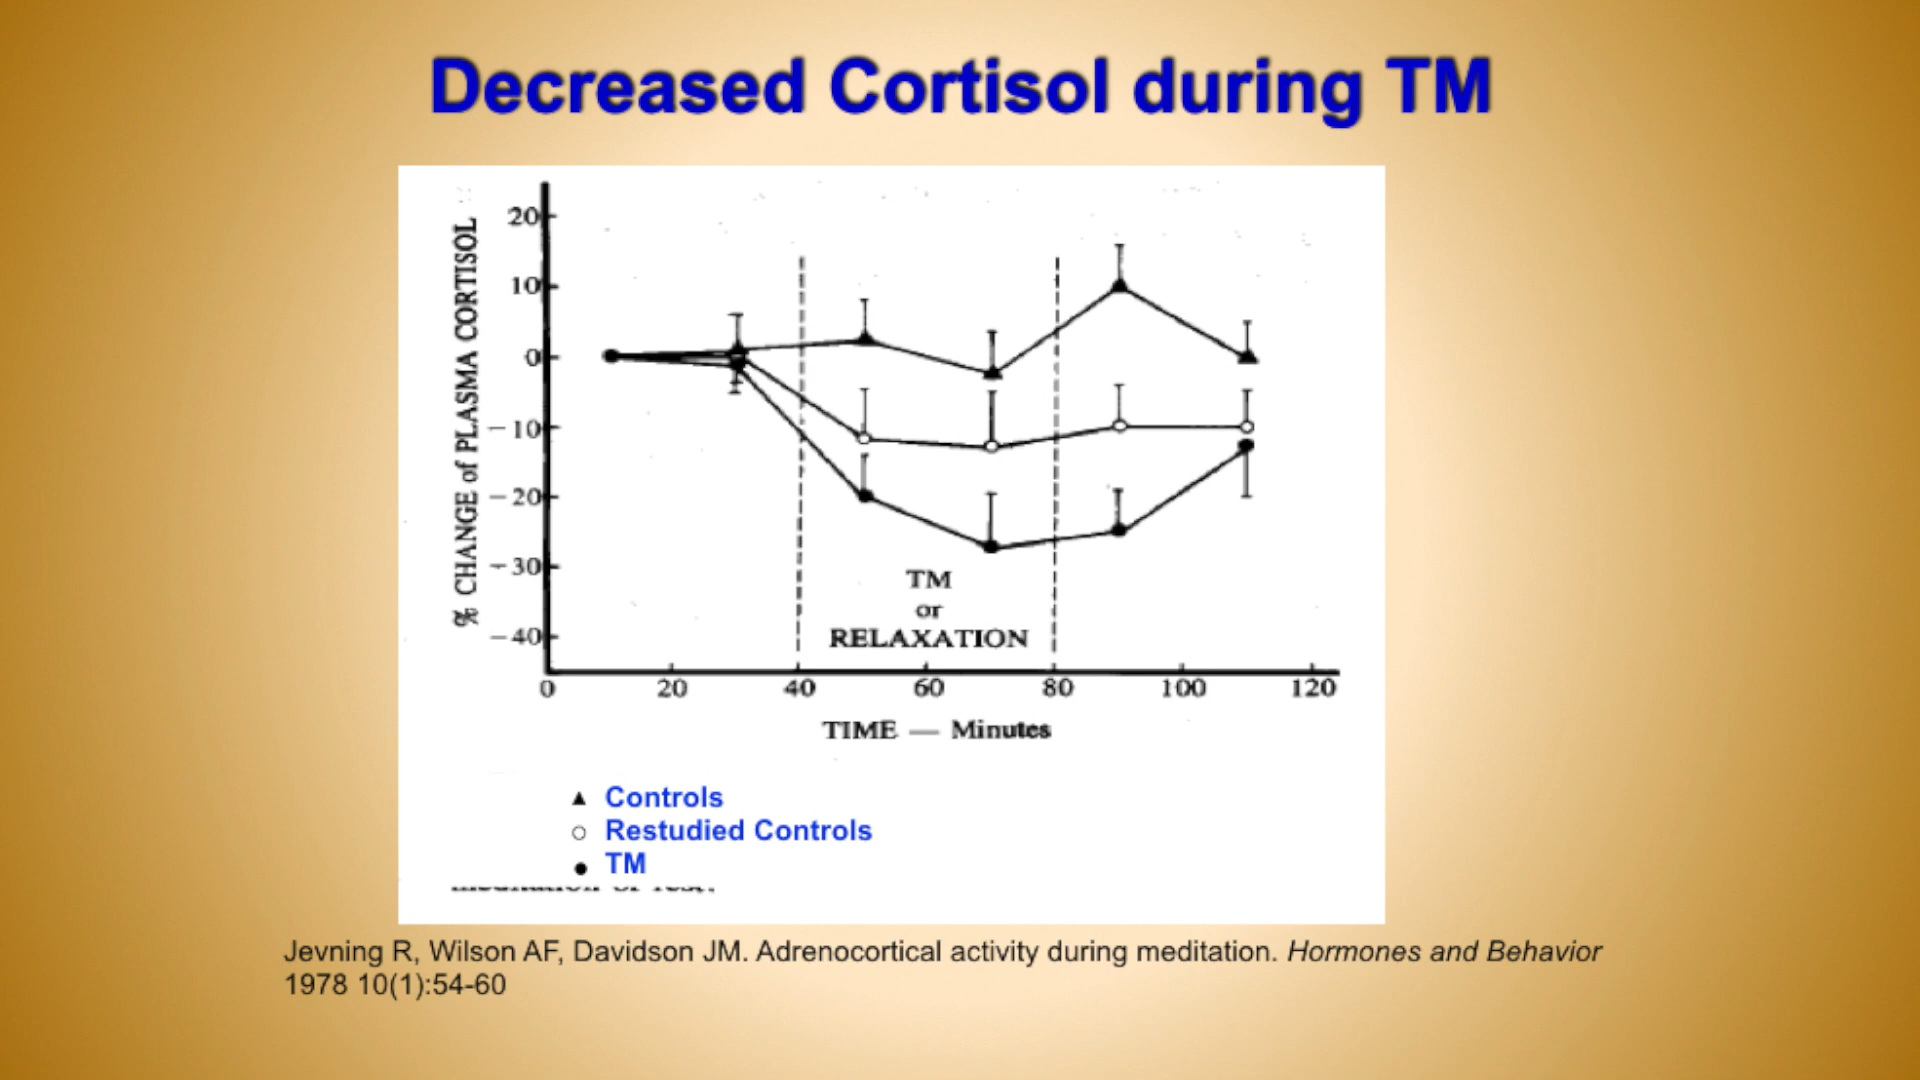 Decreased Cortisol during TM
% CHANGE of PLASMA CORTISOL
20
10
0
-10
-20
-30
-40
TM
or
RELAXATION
0 20 40 60 80 100 120
TIME — Minutes
▲ Controls
○ Restudied Controls
● TM
Jevning R, Wilson AF, Davidson JM. Adrenocortical activity during meditation. Hormones and Behavior
1978 10(1):54-60